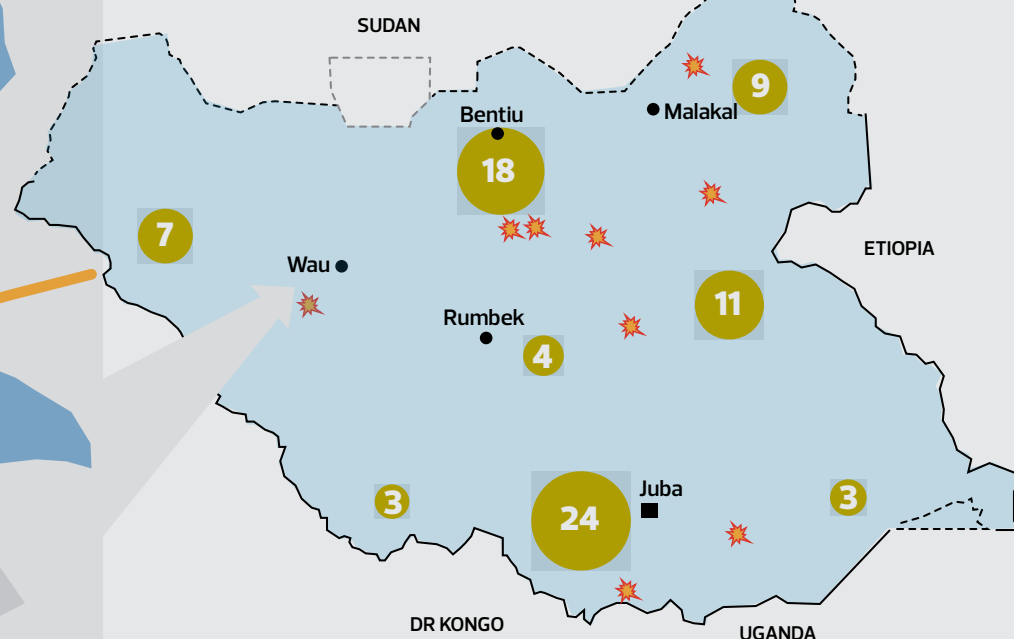 SUDAN
9
Malakal
Bentiu
18
7
ETIOPIA
Wau
11
Rumbek
4
Juba
3
24
3
DR KONGO
UGANDA